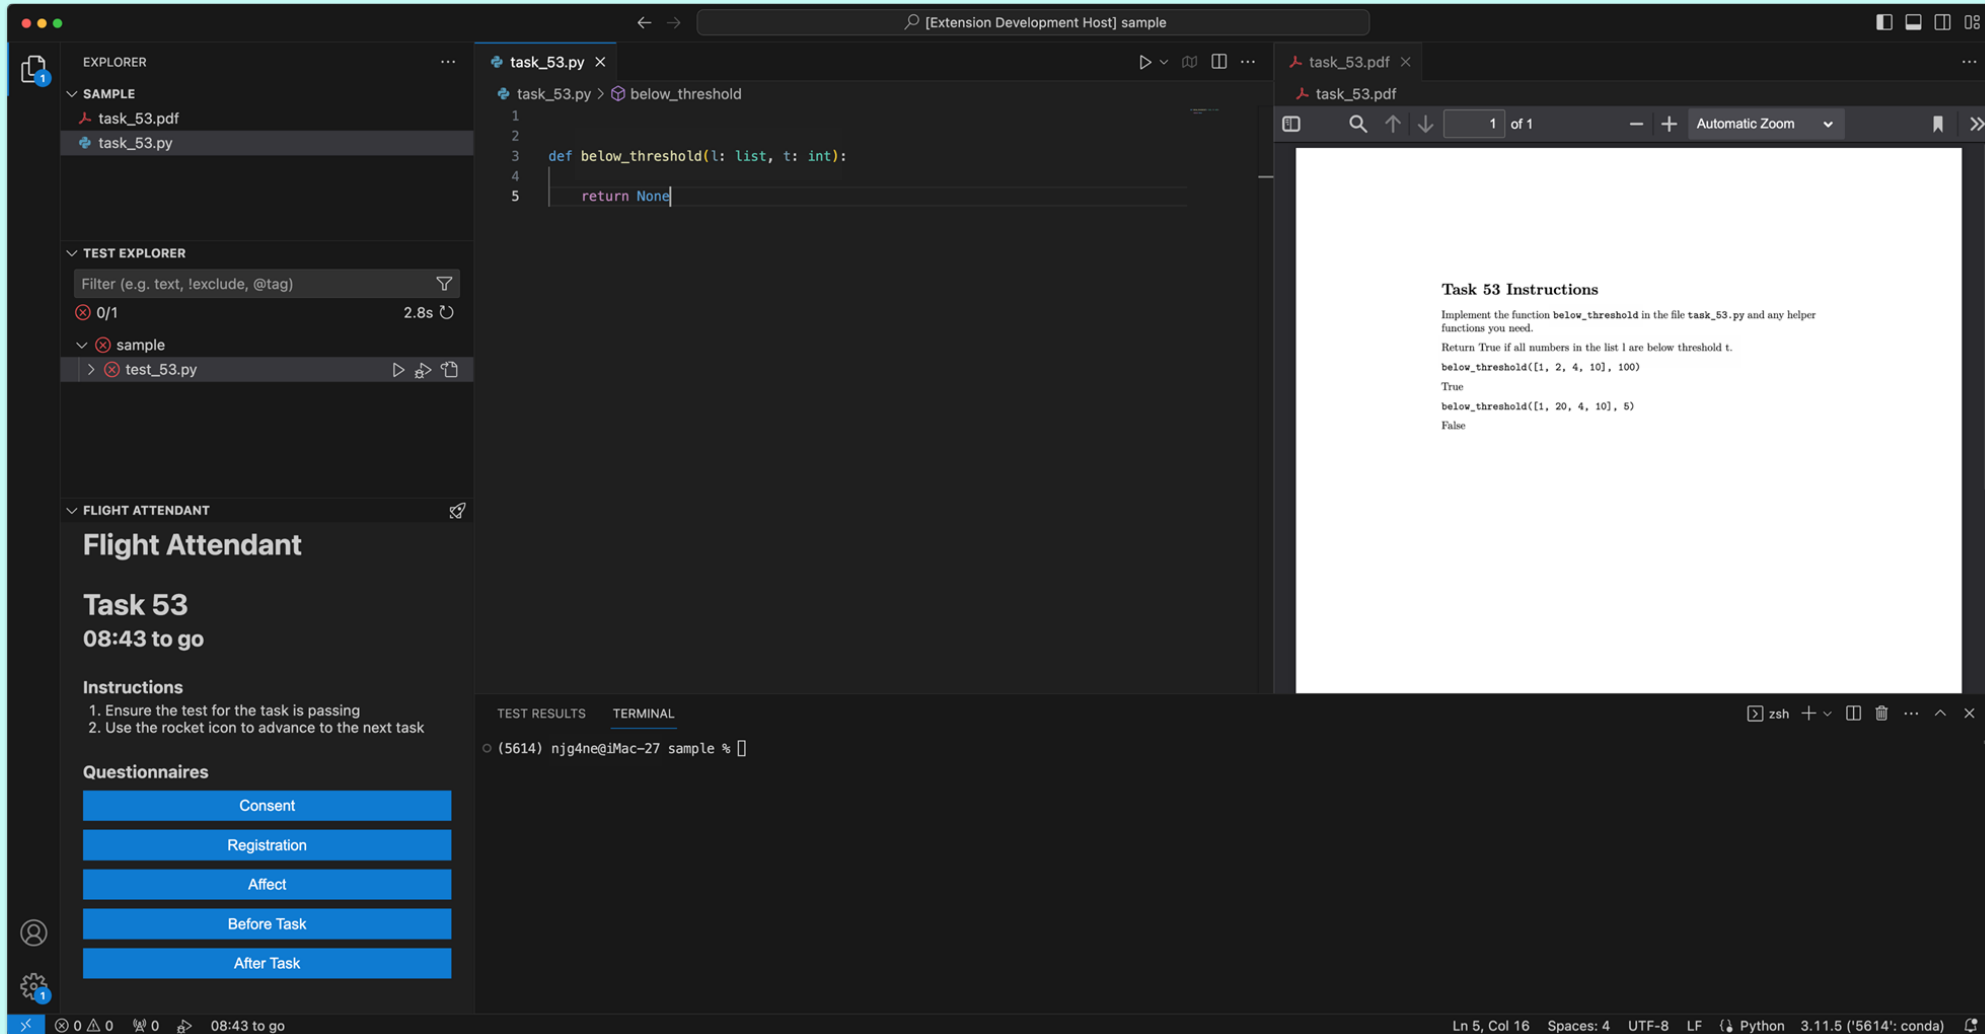 [Extension Development Host] sample
EXPLORER
1
SAMPLE
task_53.pdf
task_53.py
TEST EXPLORER
Filter (e.g. text, !exclude, @tag)
0/1
2.8s
sample
test_53.py
FLIGHT ATTENDANT
Flight Attendant
Task 53
08:43 to go
Instructions
1. Ensure the test for the task is passing
2. Use the rocket icon to advance to the next task
Questionnaires
Consent
Registration
Affect
Before Task
After Task
1
task_53.py
task_53.py > below_threshold
1
2
3 def below_threshold(l: list, t: int):
4
5 return None
task_53.pdf
task_53.pdf
1 of 1
Automatic Zoom
Task 53 Instructions
Implement the function below_threshold in the file task_53.py and any helper
functions you need.
Return True if all numbers in the list l are below threshold t.
below_threshold([1, 2, 4, 10], 100)
True
below_threshold([1, 20, 4, 10], 5)
False
TEST RESULTS TERMINAL
zsh
(5614) njg4ne@iMac-27 sample %
0 0 0 08:43 to go
Ln 5, Col 16 Spaces: 4 UTF-8 LF Python 3.11.5 ('5614': conda)